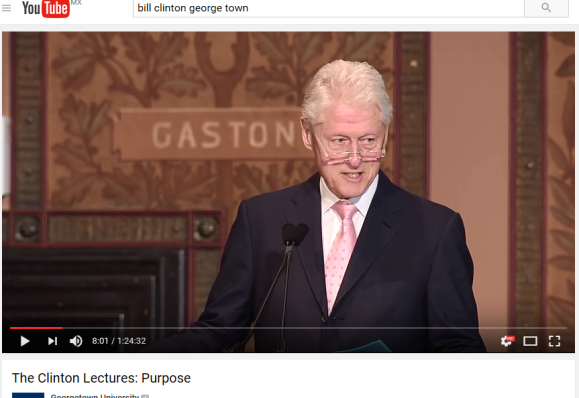 YouTube MX
bill clinton george town
GASTON
8:01 / 1:24:32
The Clinton Lectures: Purpose
Georgetown University